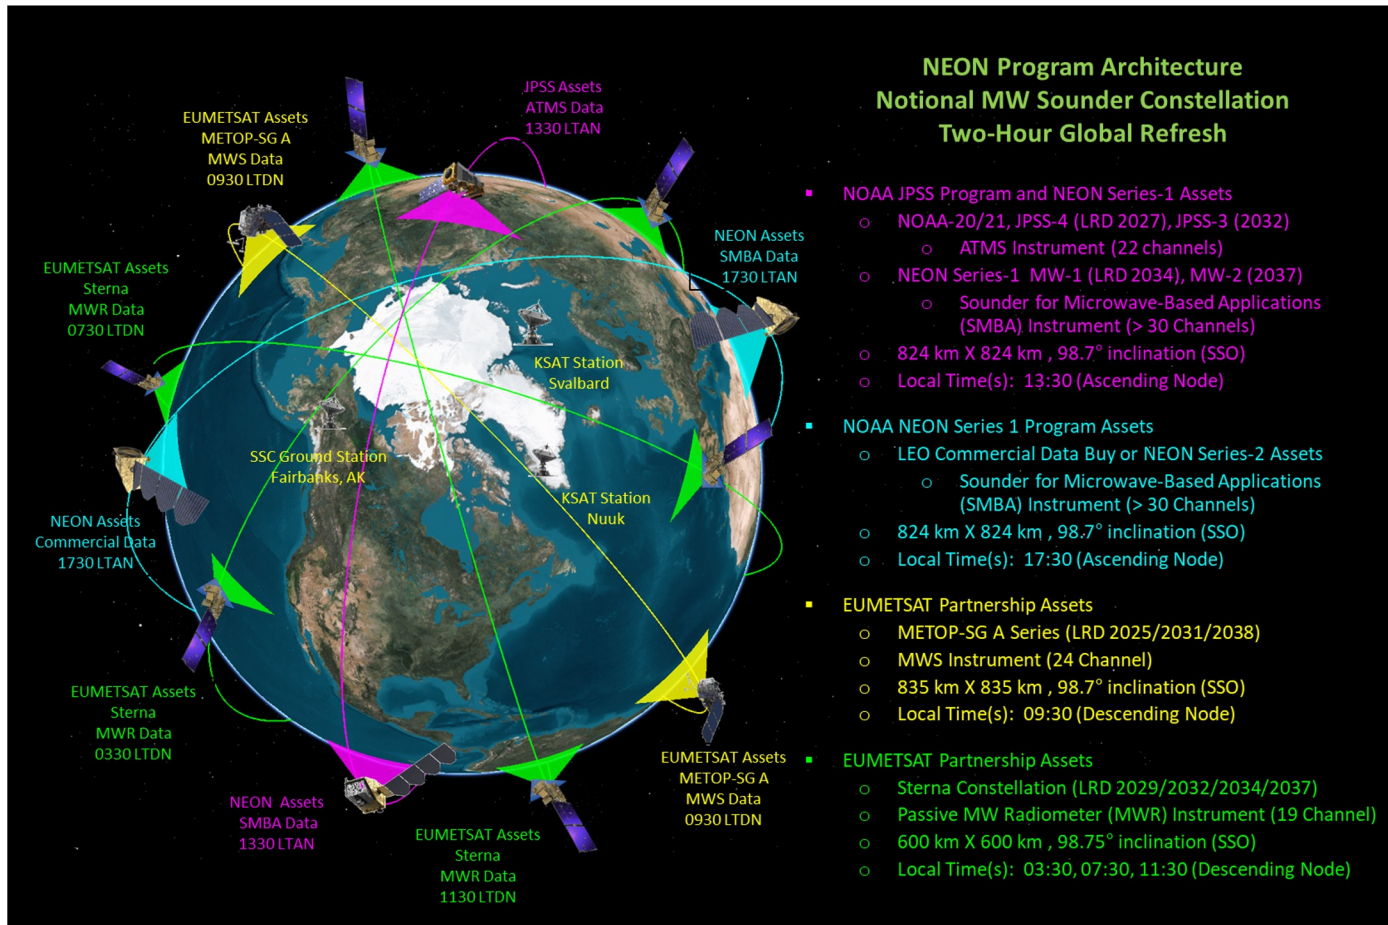 NEON Program Architecture
Notional MW Sounder Constellation
Two-Hour Global Refresh
JPSS Assets
ATMS Data
1330 LTAN
EUMETSAT Assets
METOP-SG A
MWS Data
0930 LTDN
NEON Assets
SMBA Data
1730 LTAN
EUMETSAT Assets
Sterna
MWR Data
0730 LTDN
KSAT Station
Svalbard
SSC Ground Station
Fairbanks, AK
KSAT Station
Nuuk
NEON Assets
Commercial Data
1730 LTAN
EUMETSAT Assets
Sterna
MWR Data
0330 LTDN
EUMETSAT Assets
METOP-SG A
MWS Data
0930 LTDN
NEON Assets
SMBA Data
1330 LTAN
EUMETSAT Assets
Sterna
MWR Data
1130 LTDN
▪ NOAA JPSS Program and NEON Series-1 Assets
o NOAA-20/21, JPSS-4 (LRD 2027), JPSS-3 (2032)
o ATMS Instrument (22 channels)
o NEON Series-1 MW-1 (LRD 2034), MW-2 (2037)
o Sounder for Microwave-Based Applications
(SMBA) Instrument (> 30 Channels)
o 824 km X 824 km , 98.7° inclination (SSO)
o Local Time(s): 13:30 (Ascending Node)
▪ NOAA NEON Series 1 Program Assets
o LEO Commercial Data Buy or NEON Series-2 Assets
o Sounder for Microwave-Based Applications
(SMBA) Instrument (> 30 Channels)
o 824 km X 824 km , 98.7° inclination (SSO)
o Local Time(s): 17:30 (Ascending Node)
▪ EUMETSAT Partnership Assets
o METOP-SG A Series (LRD 2025/2031/2038)
o MWS Instrument (24 Channel)
o 835 km X 835 km , 98.7° inclination (SSO)
o Local Time(s): 09:30 (Descending Node)
▪ EUMETSAT Partnership Assets
o Sterna Constellation (LRD 2029/2032/2034/2037)
o Passive MW Radiometer (MWR) Instrument (19 Channel)
o 600 km X 600 km , 98.75° inclination (SSO)
o Local Time(s): 03:30, 07:30, 11:30 (Descending Node)